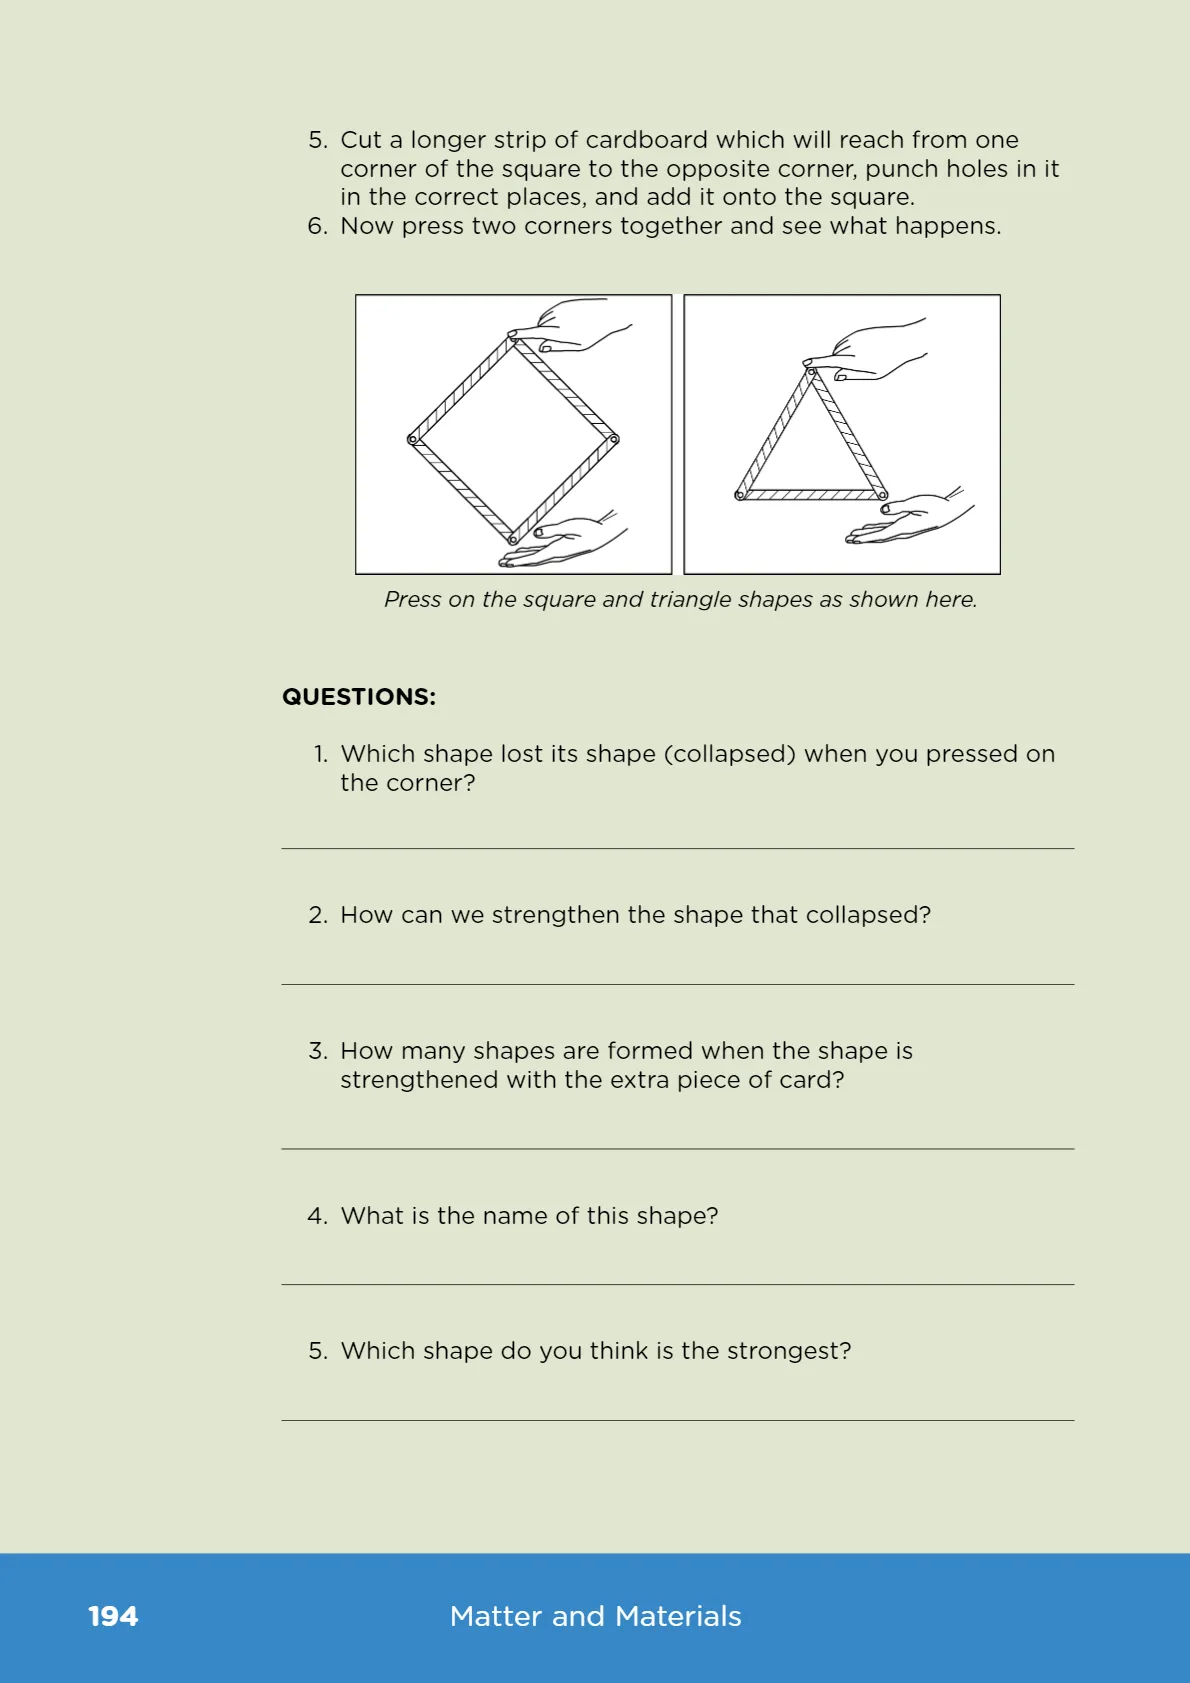 5. Cut a longer strip of cardboard which will reach from one
corner of the square to the opposite corner, punch holes in it
in the correct places, and add it onto the square.
6. Now press two corners together and see what happens.
Press on the square and triangle shapes as shown here.
QUESTIONS:
1. Which shape lost its shape (collapsed) when you pressed on
the corner?
2. How can we strengthen the shape that collapsed?
3. How many shapes are formed when the shape is
strengthened with the extra piece of card?
4. What is the name of this shape?
5. Which shape do you think is the strongest?
194
Matter and Materials